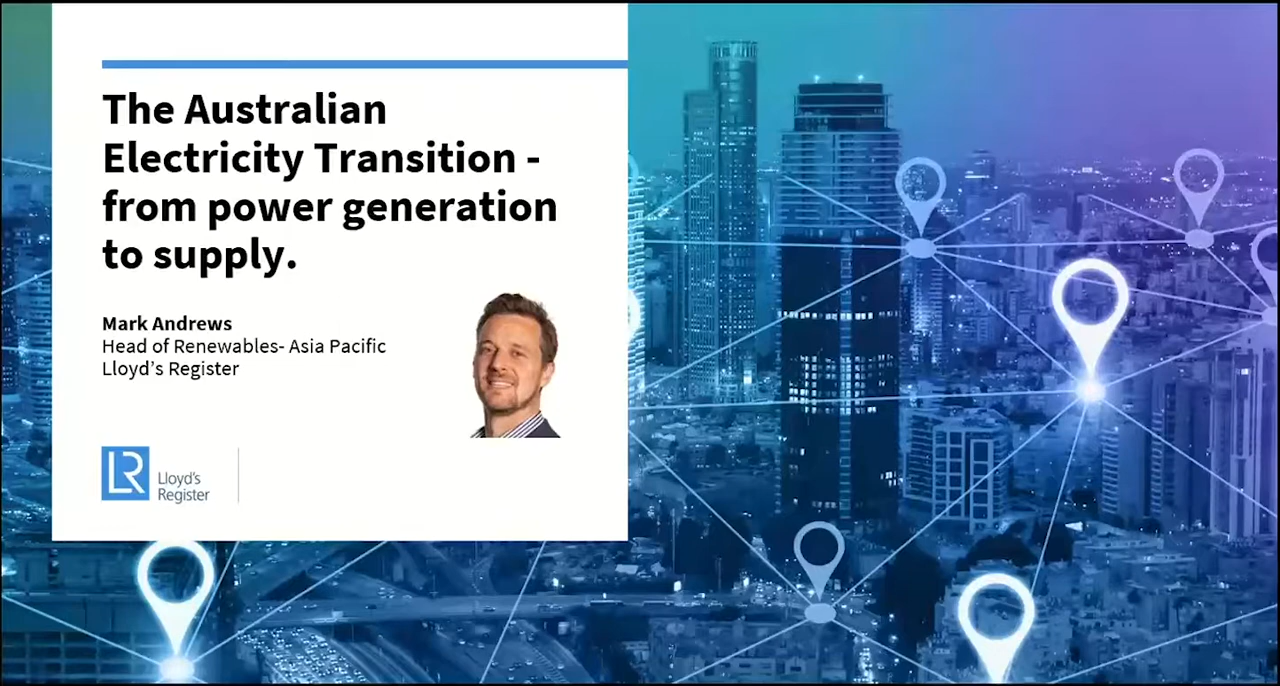 The Australian
Electricity Transition -
from power generation
to supply.
Mark Andrews
Head of Renewables- Asia Pacific
Lloyd's Register
LR
Lloyd's
Register